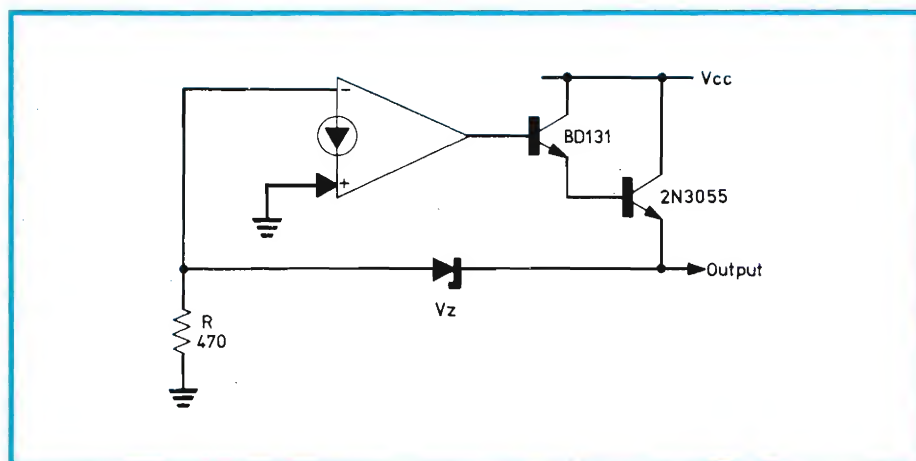 Vcc
−
BD131
+
2N3055
Output
Vz
R
470